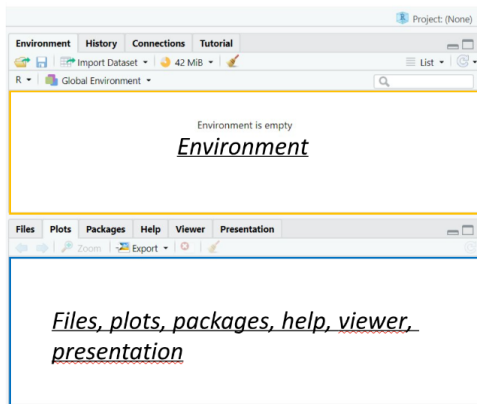 Project: (None)
Environment History Connections Tutorial
Import Dataset 42 MiB List
R Global Environment
Environment is empty
Environment
Files Plots Packages Help Viewer Presentation
Zoom Export
Files, plots, packages, help, viewer,
presentation